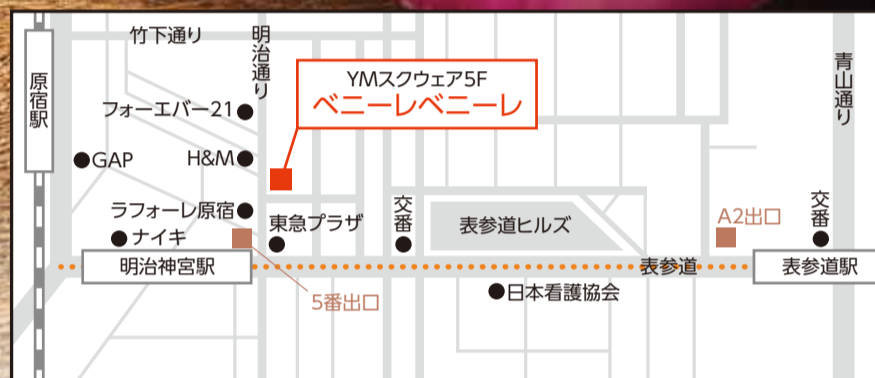 竹下通り
明治通り
原宿駅
YMスクウェア5F
ベニーレベニーレ
青山通り
フォーエバー21
GAP
H&M
ラフォーレ原宿
ナイキ
東急プラザ
交番
表参道ヒルズ
A2出口
交番
明治神宮駅
表参道
表参道駅
5番出口
日本看護協会